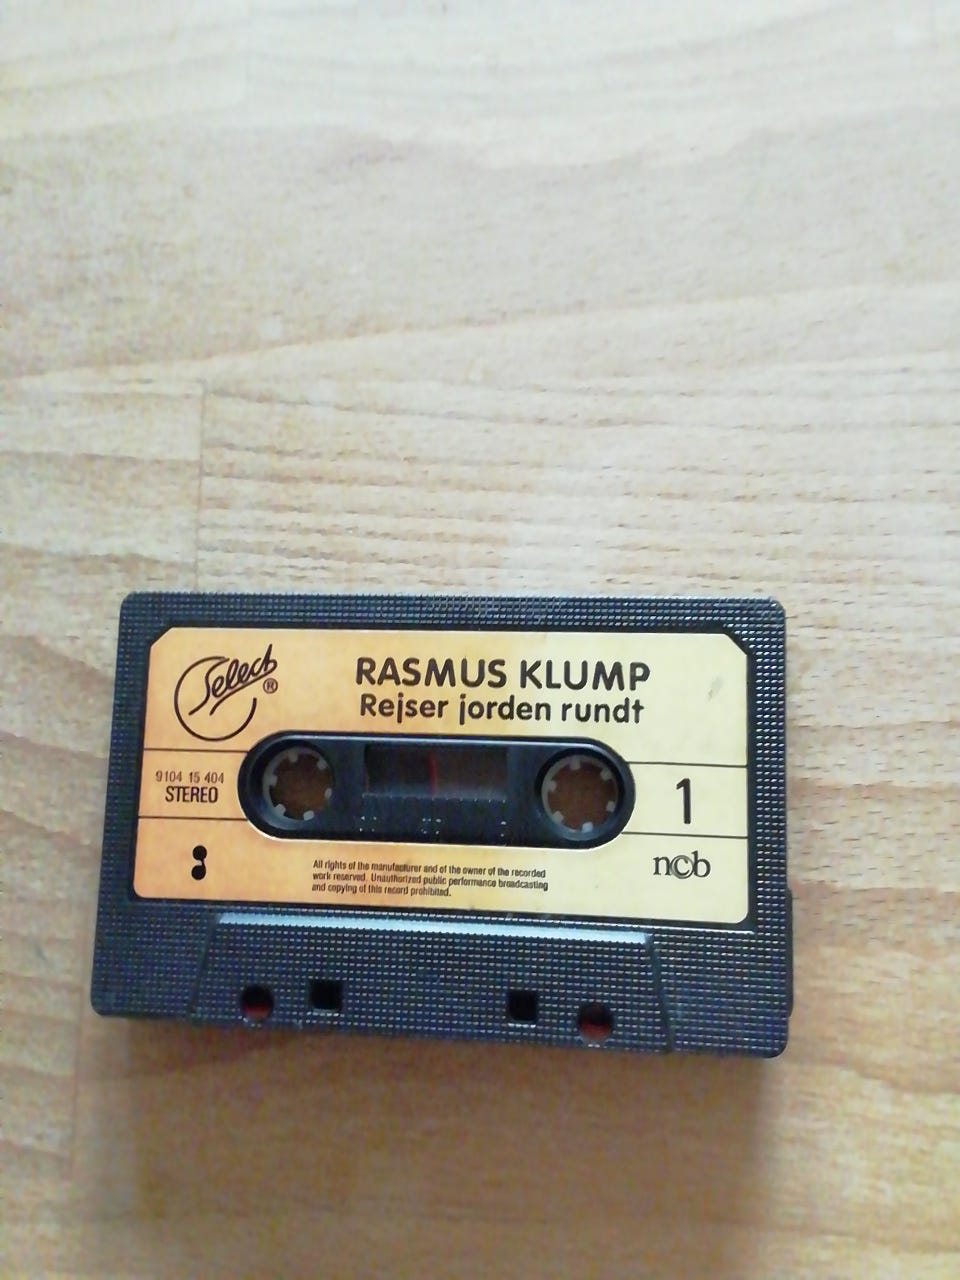 Select®
RASMUS KLUMP
Rejser jorden rundt
9104 15 404
STEREO
1
All rights of the manufacturer and of the owner of the recorded
work reserved. Unauthorized public performance broadcasting
and copying of this record prohibited.
ncb